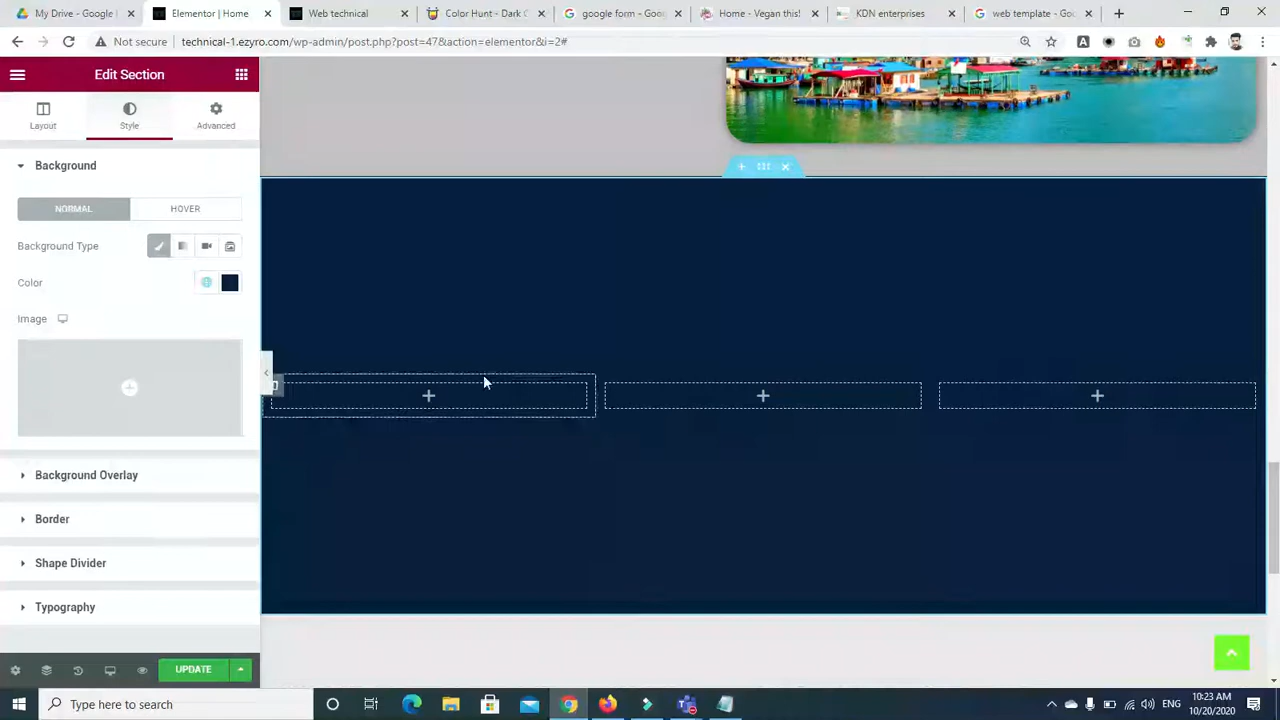 My Drive - Google
Elementor | Home
Web technical
Color Hunt - Dark
google form - Goo
me - Vegan this!
KDN enterprises
web template - Go
Not secure
technical-1.ezyro.com/wp-admin/post.php?post=47&action=elementor&i=2#
Edit Section
Layout
Style
Advanced
Background
NORMAL
HOVER
Background Type
Color
Image
Background Overlay
Border
Shape Divider
Typography
UPDATE
Type here to search
ENG
10:23 AM
10/20/2020